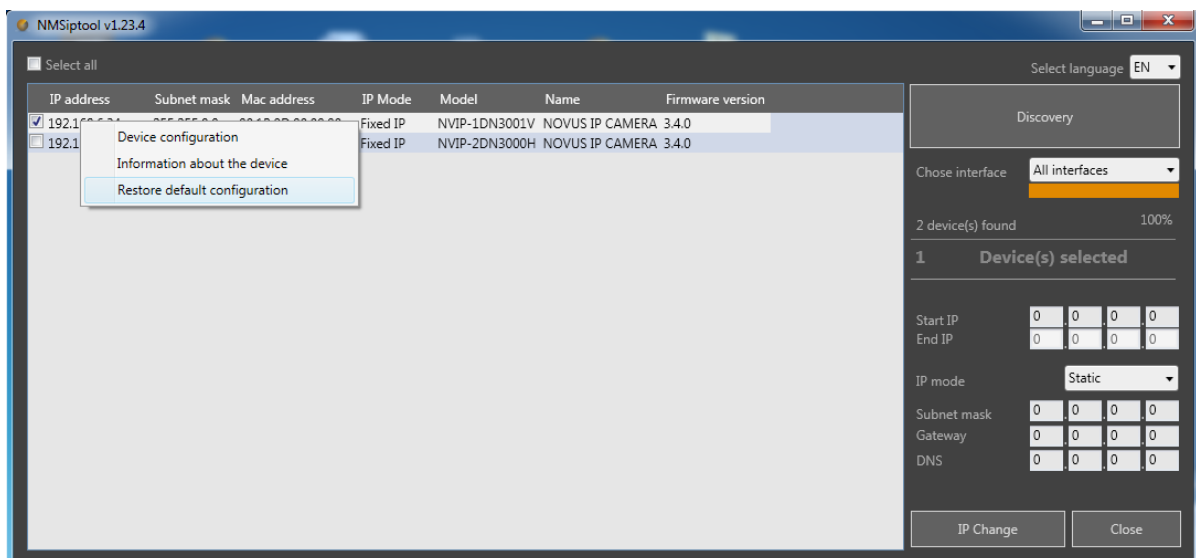 NMSiptool v1.23.4
Select all
Select language EN
IP address Subnet mask Mac address IP Mode Model Name Firmware version
Fixed IP NVIP-1DN3001V NOVUS IP CAMERA 3.4.0
192.1 Fixed IP NVIP-2DN3000H NOVUS IP CAMERA 3.4.0
Device configuration
Information about the device
Restore default configuration
Discovery
Chose interface All interfaces
2 device(s) found 100%
1 Device(s) selected
Start IP 0 . 0 . 0 . 0
End IP 0 . 0 . 0 . 0
IP mode Static
Subnet mask 0 . 0 . 0 . 0
Gateway 0 . 0 . 0 . 0
DNS 0 . 0 . 0 . 0
IP Change Close